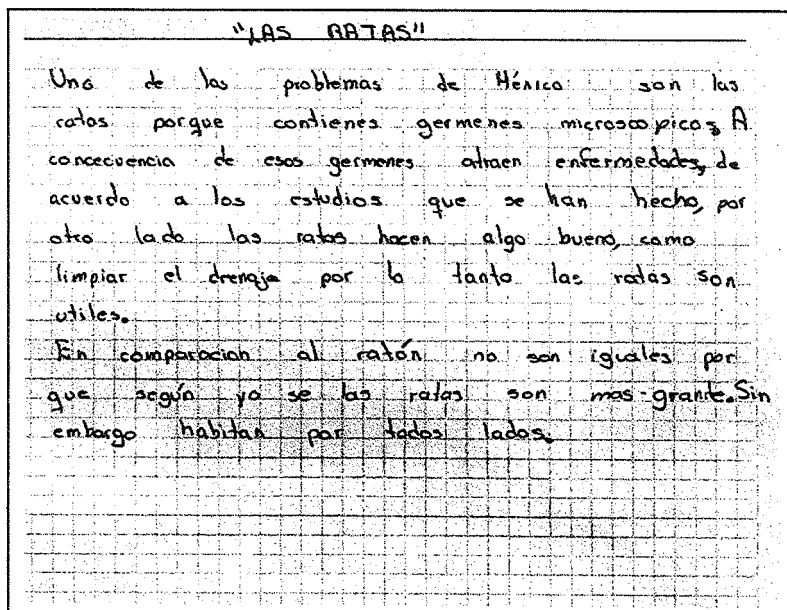 "LAS RATAS"
Uno de los problemas de México son las
ratas porque contienes germenes microscopicos, A
concecuencia de esos germenes atraen enfermedades, de
acuerdo a los estudios que se han hecho, por
otro lado las ratas hacen algo bueno, como
limpiar el drenaje por lo tanto las ratas son
utiles.
En comparacion al ratón no son iguales por
que según yo se las ratas son mas grante. Sin
embargo habitan por todos lados.